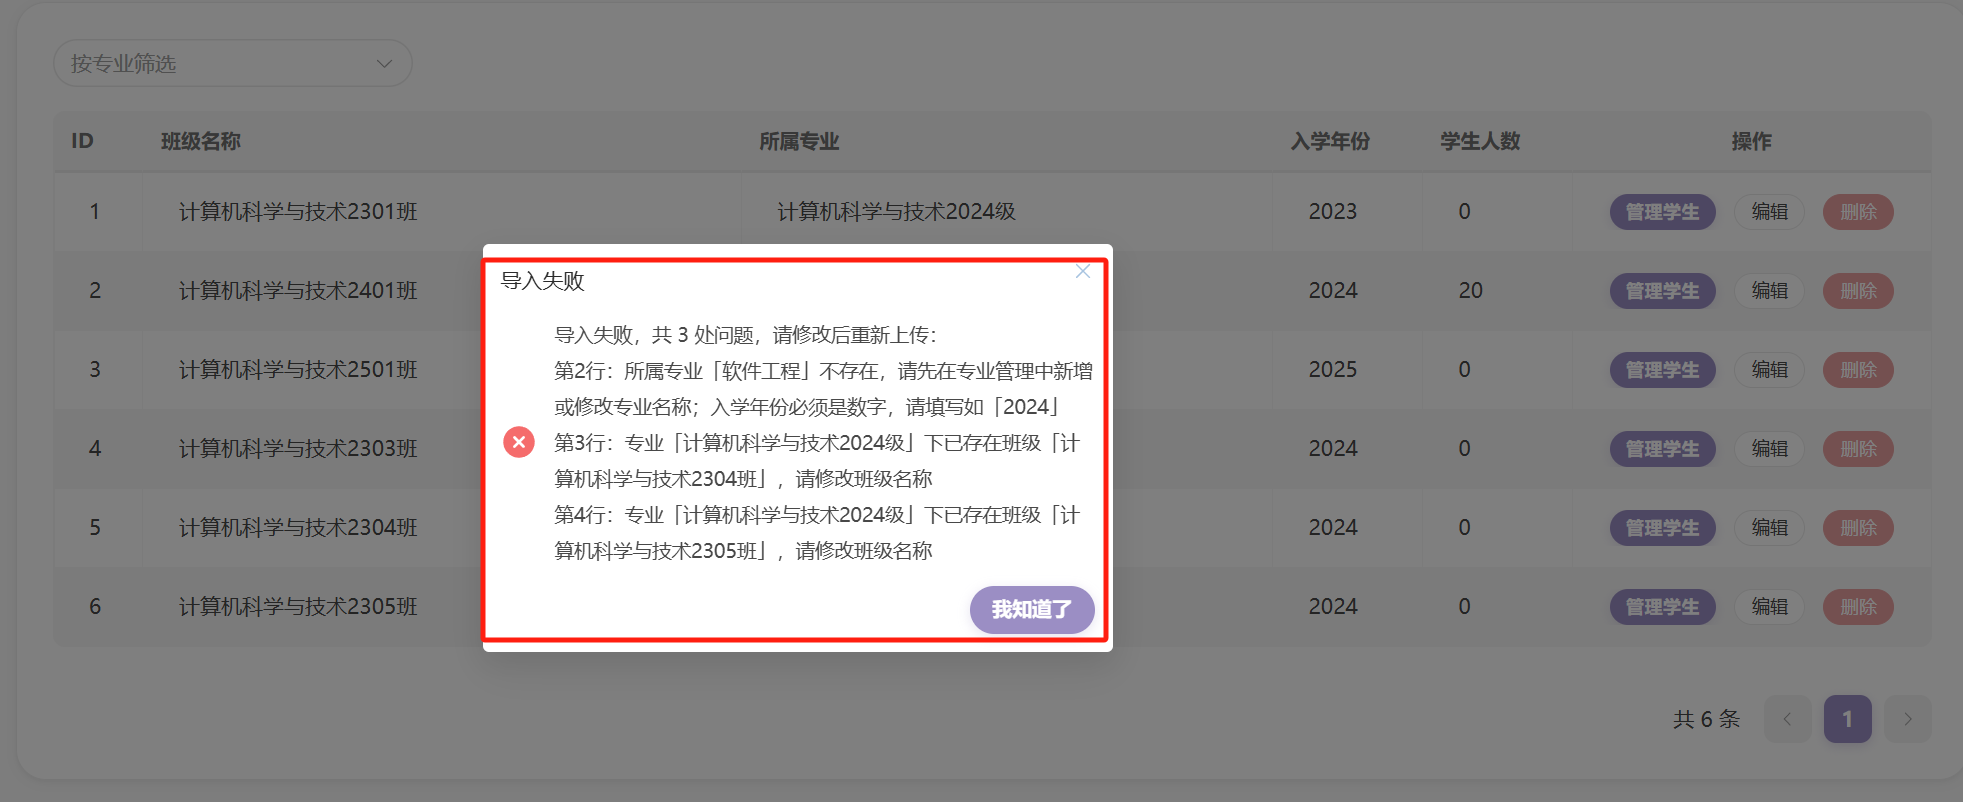 按专业筛选
ID 班级名称 所属专业 入学年份 学生人数 操作
1 计算机科学与技术2301班 计算机科学与技术2024级 2023 0 管理学生 编辑 删除
2 计算机科学与技术2401班 2024 20 管理学生 编辑 删除
3 计算机科学与技术2501班 2025 0 管理学生 编辑 删除
4 计算机科学与技术2303班 2024 0 管理学生 编辑 删除
5 计算机科学与技术2304班 2024 0 管理学生 编辑 删除
6 计算机科学与技术2305班 2024 0 管理学生 编辑 删除
导入失败
导入失败，共 3 处问题，请修改后重新上传：
第2行：所属专业「软件工程」不存在，请先在专业管理中新增
或修改专业名称；入学年份必须是数字，请填写如「2024」
第3行：专业「计算机科学与技术2024级」下已存在班级「计
算机科学与技术2304班」，请修改班级名称
第4行：专业「计算机科学与技术2024级」下已存在班级「计
算机科学与技术2305班」，请修改班级名称
我知道了
共 6 条 1